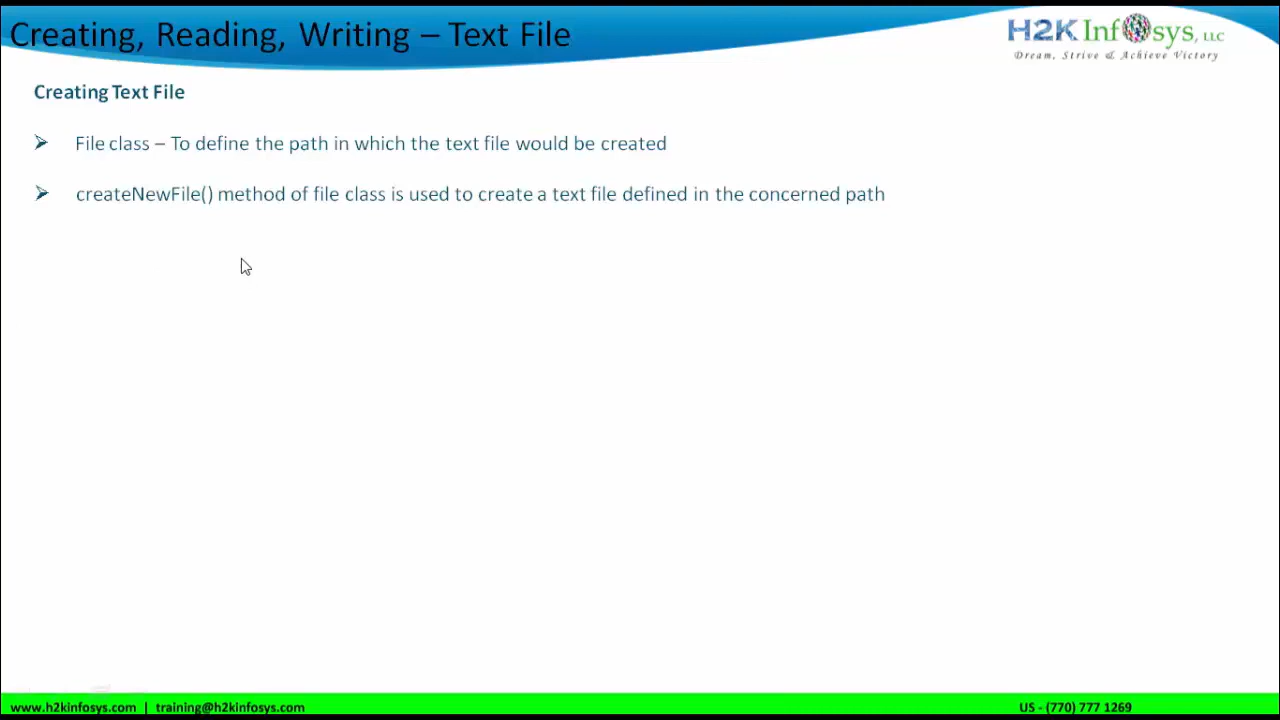 Creating, Reading, Writing – Text File
H2K Infosys, LLC
Dream, Strive & Achieve Victory
Creating Text File
File class – To define the path in which the text file would be created
createNewFile() method of file class is used to create a text file defined in the concerned path
www.h2kinfosys.com | training@h2kinfosys.com
US - (770) 777 1269